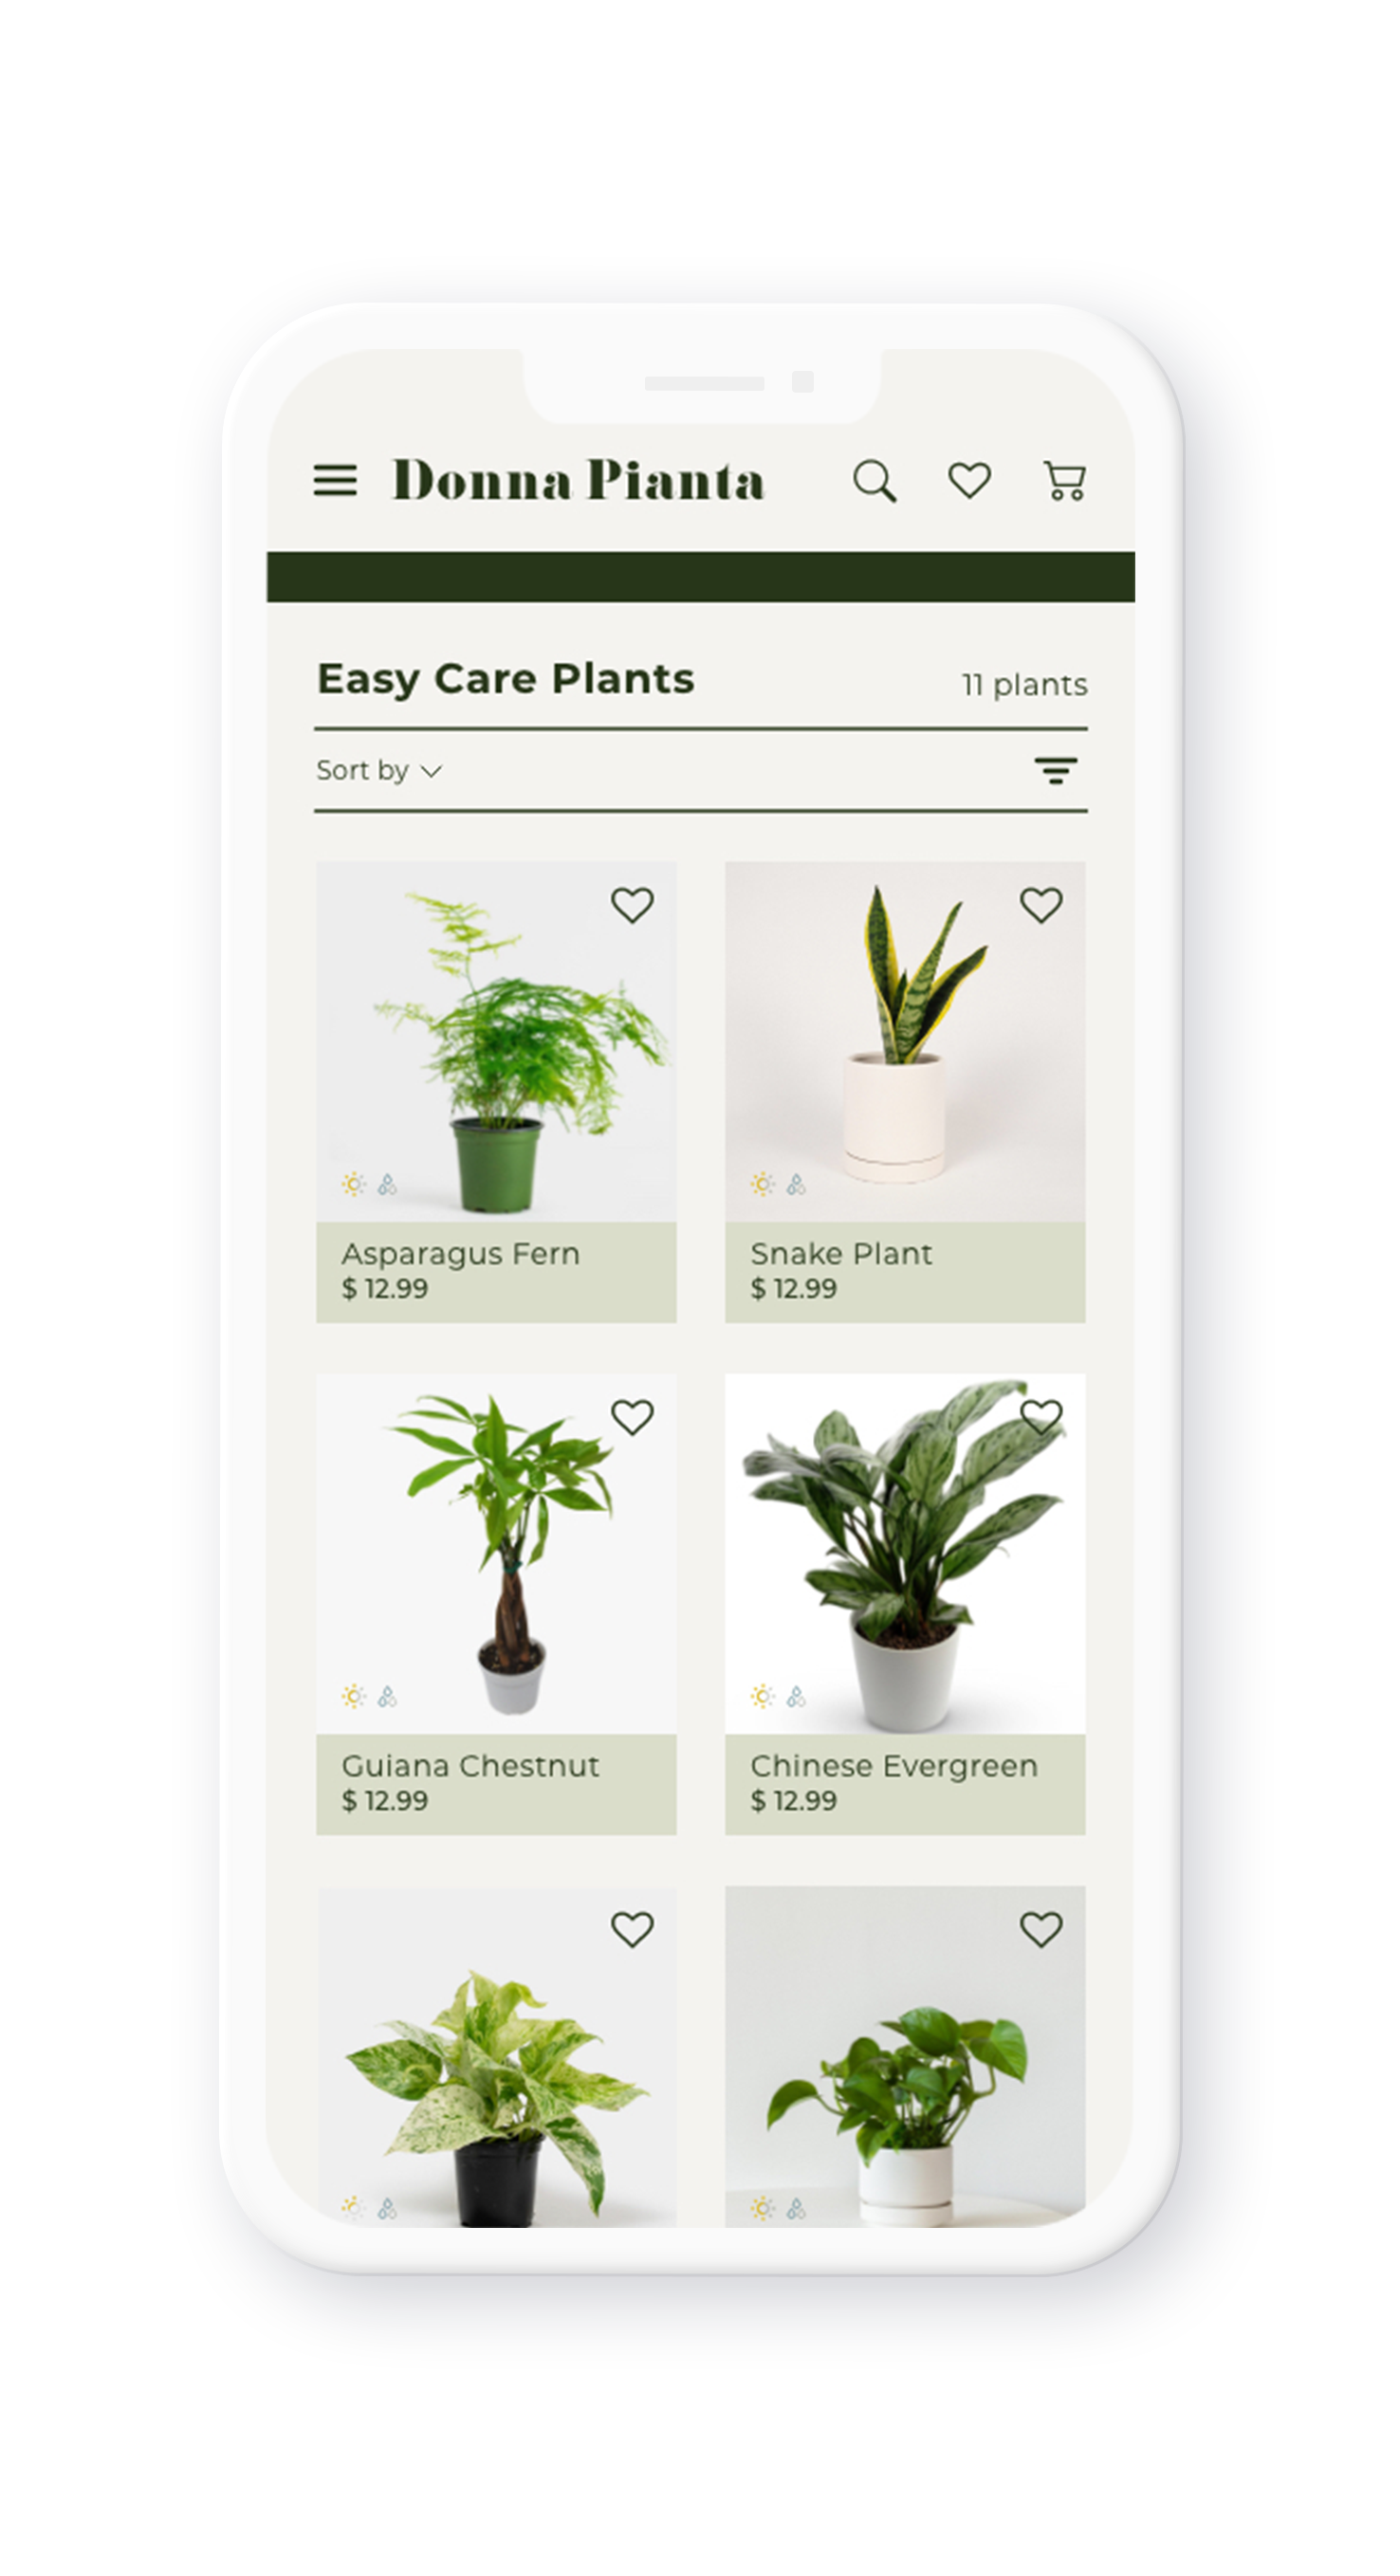 Donna Pianta
Easy Care Plants
11 plants
Sort by
Asparagus Fern
$ 12.99
Snake Plant
$ 12.99
Guiana Chestnut
$ 12.99
Chinese Evergreen
$ 12.99